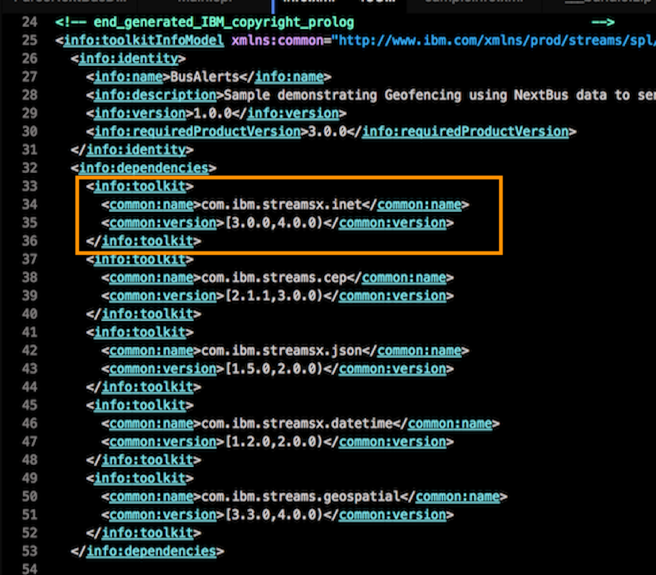 24 <!-- end_generated_IBM_copyright_prolog -->
25 <info:toolkitInfoModel xmlns:common="http://www.ibm.com/xmlns/prod/streams/spl/
26 <info:identity>
27 <info:name>BusAlerts</info:name>
28 <info:description>Sample demonstrating Geofencing using NextBus data to
29 <info:version>1.0.0</info:version>
30 <info:requiredProductVersion>3.0.0</info:requiredProductVersion>
31 </info:identity>
32 <info:dependencies>
33 <info:toolkit>
34 <common:name>com.ibm.streamsx.inet</common:name>
35 <common:version>[3.0.0,4.0.0)</common:version>
36 </info:toolkit>
37 <info:toolkit>
38 <common:name>com.ibm.streams.cep</common:name>
39 <common:version>[2.1.1,3.0.0)</common:version>
40 </info:toolkit>
41 <info:toolkit>
42 <common:name>com.ibm.streamsx.json</common:name>
43 <common:version>[1.5.0,2.0.0)</common:version>
44 </info:toolkit>
45 <info:toolkit>
46 <common:name>com.ibm.streamsx.datetime</common:name>
47 <common:version>[1.2.0,2.0.0)</common:version>
48 </info:toolkit>
49 <info:toolkit>
50 <common:name>com.ibm.streams.geospatial</common:name>
51 <common:version>[3.3.0,4.0.0)</common:version>
52 </info:toolkit>
53 </info:dependencies>
54